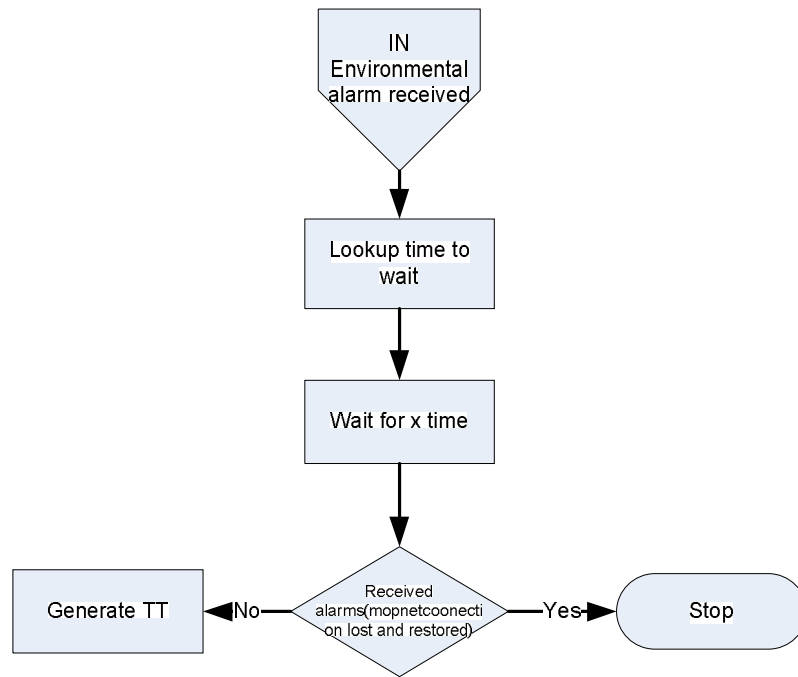 IN
Environmental
alarm received
Lookup time to
wait
Wait for x time
Received
alarms(mopnetcoonecti
on lost and restored)
Generate TT
No
Yes
Stop